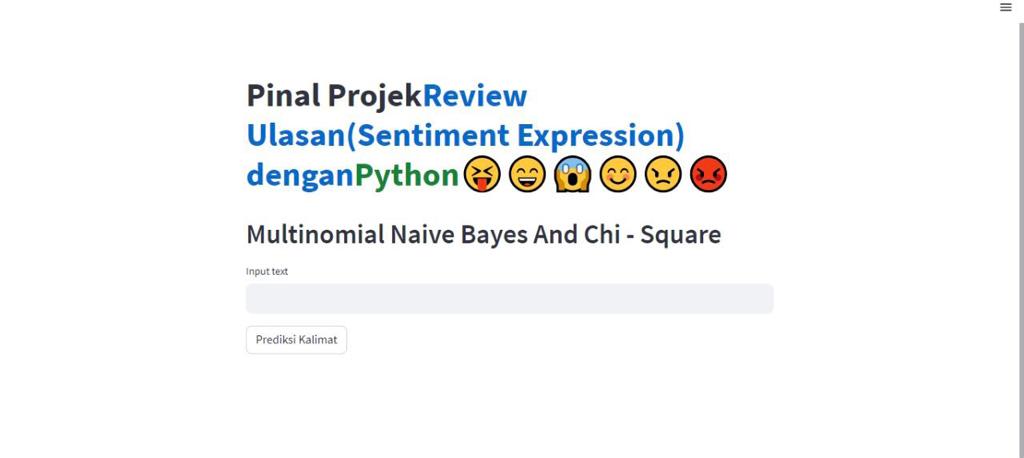 Pinal ProjekReview
Ulasan(Sentiment Expression)
denganPython😝😄😱😊😠😡
Multinomial Naive Bayes And Chi - Square
Input text
Prediksi Kalimat